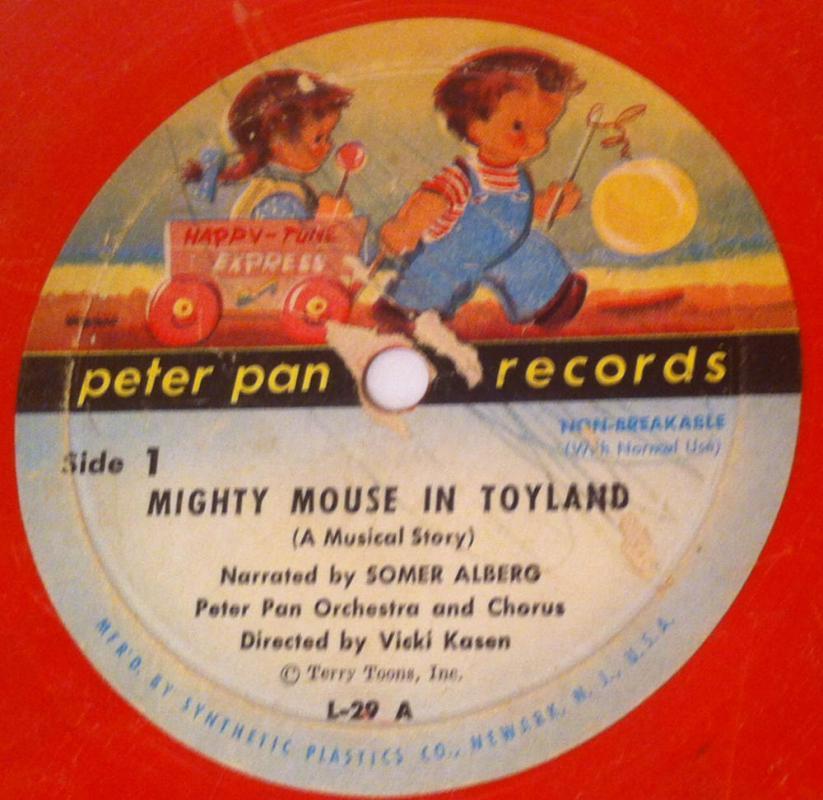 HAPPY-TUNE
EXPRESS
peter pan records
NON-BREAKABLE
(With Normal Use)
Side 1
MIGHTY MOUSE IN TOYLAND
(A Musical Story)
Narrated by SOMER ALBERG
Peter Pan Orchestra and Chorus
Directed by Vicki Kasen
© Terry Toons, Inc.
L-29 A
MFR'D. BY SYNTHETIC PLASTICS CO., NEWARK, N. J., U.S.A.